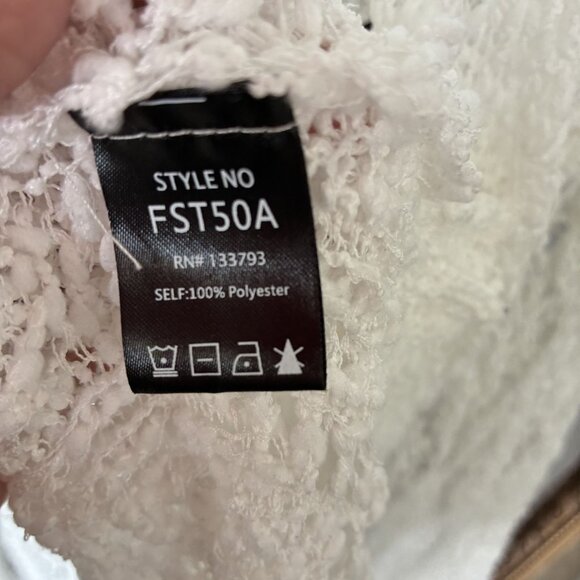 STYLE NO
FST50A
RN# 133793
SELF:100% Polyester